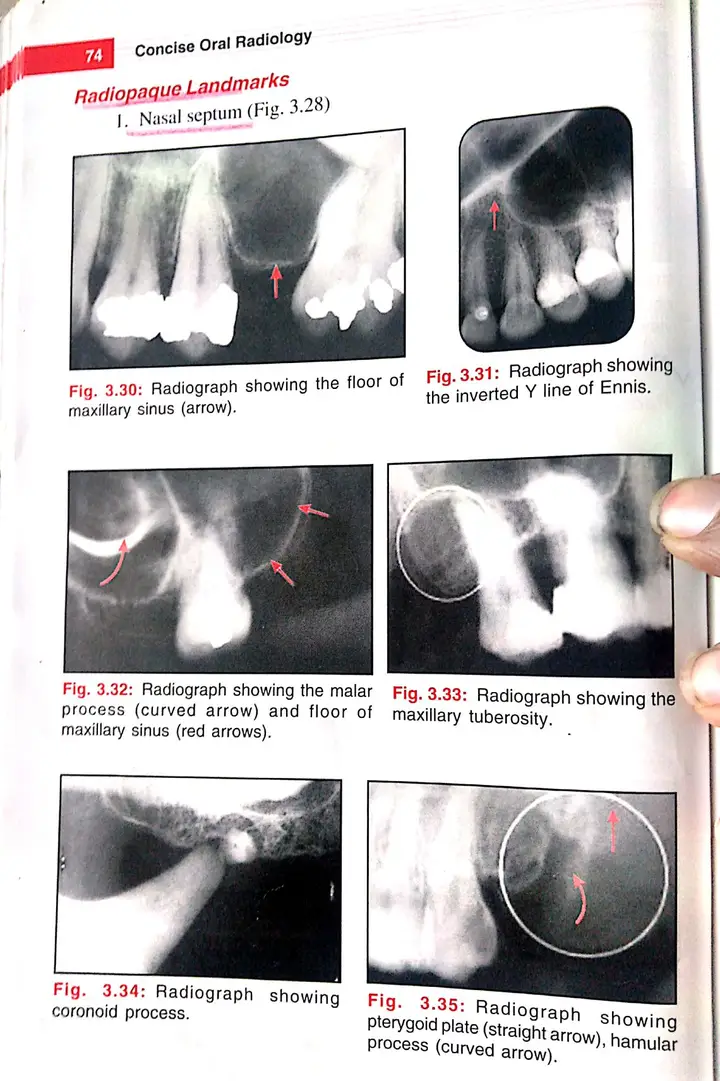 74
Concise Oral Radiology
Radiopaque Landmarks
1. Nasal septum (Fig. 3.28)
Fig. 3.30: Radiograph showing the floor of
maxillary sinus (arrow).
Fig. 3.31: Radiograph showing
the inverted Y line of Ennis.
Fig. 3.32: Radiograph showing the malar
process (curved arrow) and floor of
maxillary sinus (red arrows).
Fig. 3.33: Radiograph showing the
maxillary tuberosity.
Fig. 3.34: Radiograph showing
coronoid process.
Fig. 3.35: Radiograph showing
pterygoid plate (straight arrow), hamular
process (curved arrow).